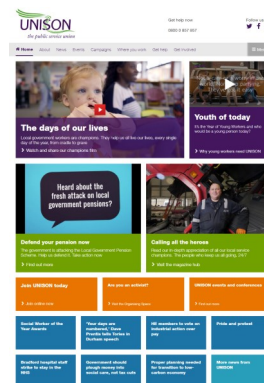 UNISON
the public service union
Get help now
Follow us
Home About News Events Campaigns Where you work Get help Get involved
The days of our lives
Local government workers are champions. They help us all live our lives, every single day of the year, from cradle to grave.
Watch and share our champions film
Youth of today
It's the Year of Young Workers and who would be a young person today?
Why young workers need UNISON
Heard about the
fresh attack on local
government pensions?
Defend your pension now
The government is attacking the Local Government Pension
Scheme. Help us defend it. Take action now
Find out more
Calling all the heroes
Read our in-depth appreciation of all our local service
champions. The people who keep us all going, 24/7
Visit the magazine hub
Join UNISON today
Join online now
Are you an activist?
Visit the Organising Space
UNISON events and conferences
Find out more
Social Worker of the
Year Awards
'Your days are
numbered,' Dave
Prentis tells Tories in
Durham speech
HE members to vote on
industrial action over
pay
Pride and protest
Bradford hospital staff
strike to stay in the
NHS
Government should
plough money into
social care, not tax cuts
Proper planning needed
for transition to low-
carbon economy
More news from
UNISON